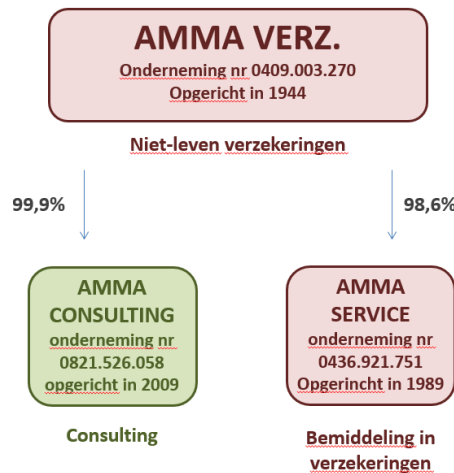 AMMA VERZ.
Onderneming nr 0409.003.270
Opgericht in 1944
Niet-leven verzekeringen
99,9%
98,6%
AMMA
CONSULTING
onderneming nr
0821.526.058
opgericht in 2009
Consulting
AMMA
SERVICE
onderneming nr
0436.921.751
Opgerincht in 1989
Bemiddeling in
verzekeringen